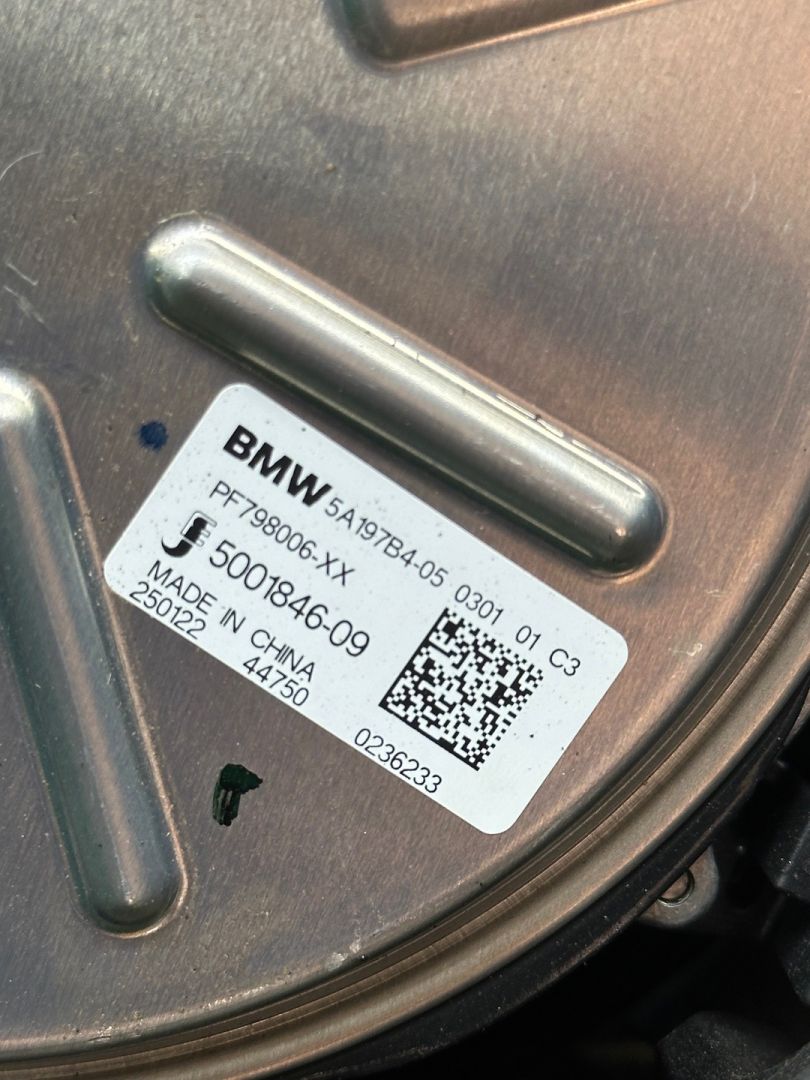 BMW 5A197B4-05 0301 01 C3
PF798006-XX
5001846-09
MADE IN CHINA
250122 44750 0236233